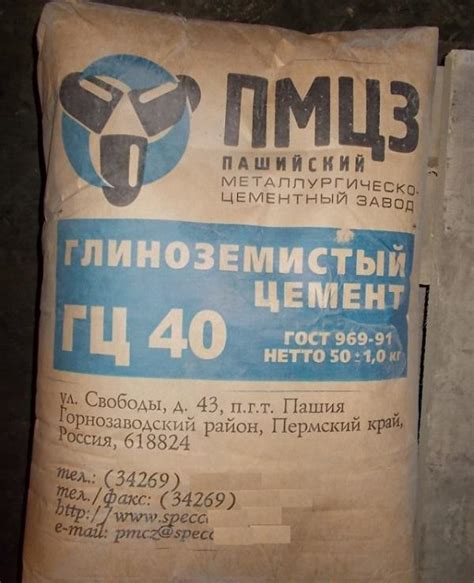 ПМЦЗ
ПАШИЙСКИЙ
МЕТАЛЛУРГИЧЕСКО-
ЦЕМЕНТНЫЙ ЗАВОД
ГЛИНОЗЕМИСТЫЙ
ЦЕМЕНТ
ГЦ 40
ГОСТ 969-91
НЕТТО 50 ± 1,0 кг
ул. Свободы, д. 43, п.г.т. Пашия
Горнозаводский район, Пермский край,
Россия, 618824
тел.: (34269)
тел./факс: (34269)
http://www.specc
e-mail: pmcz@specc